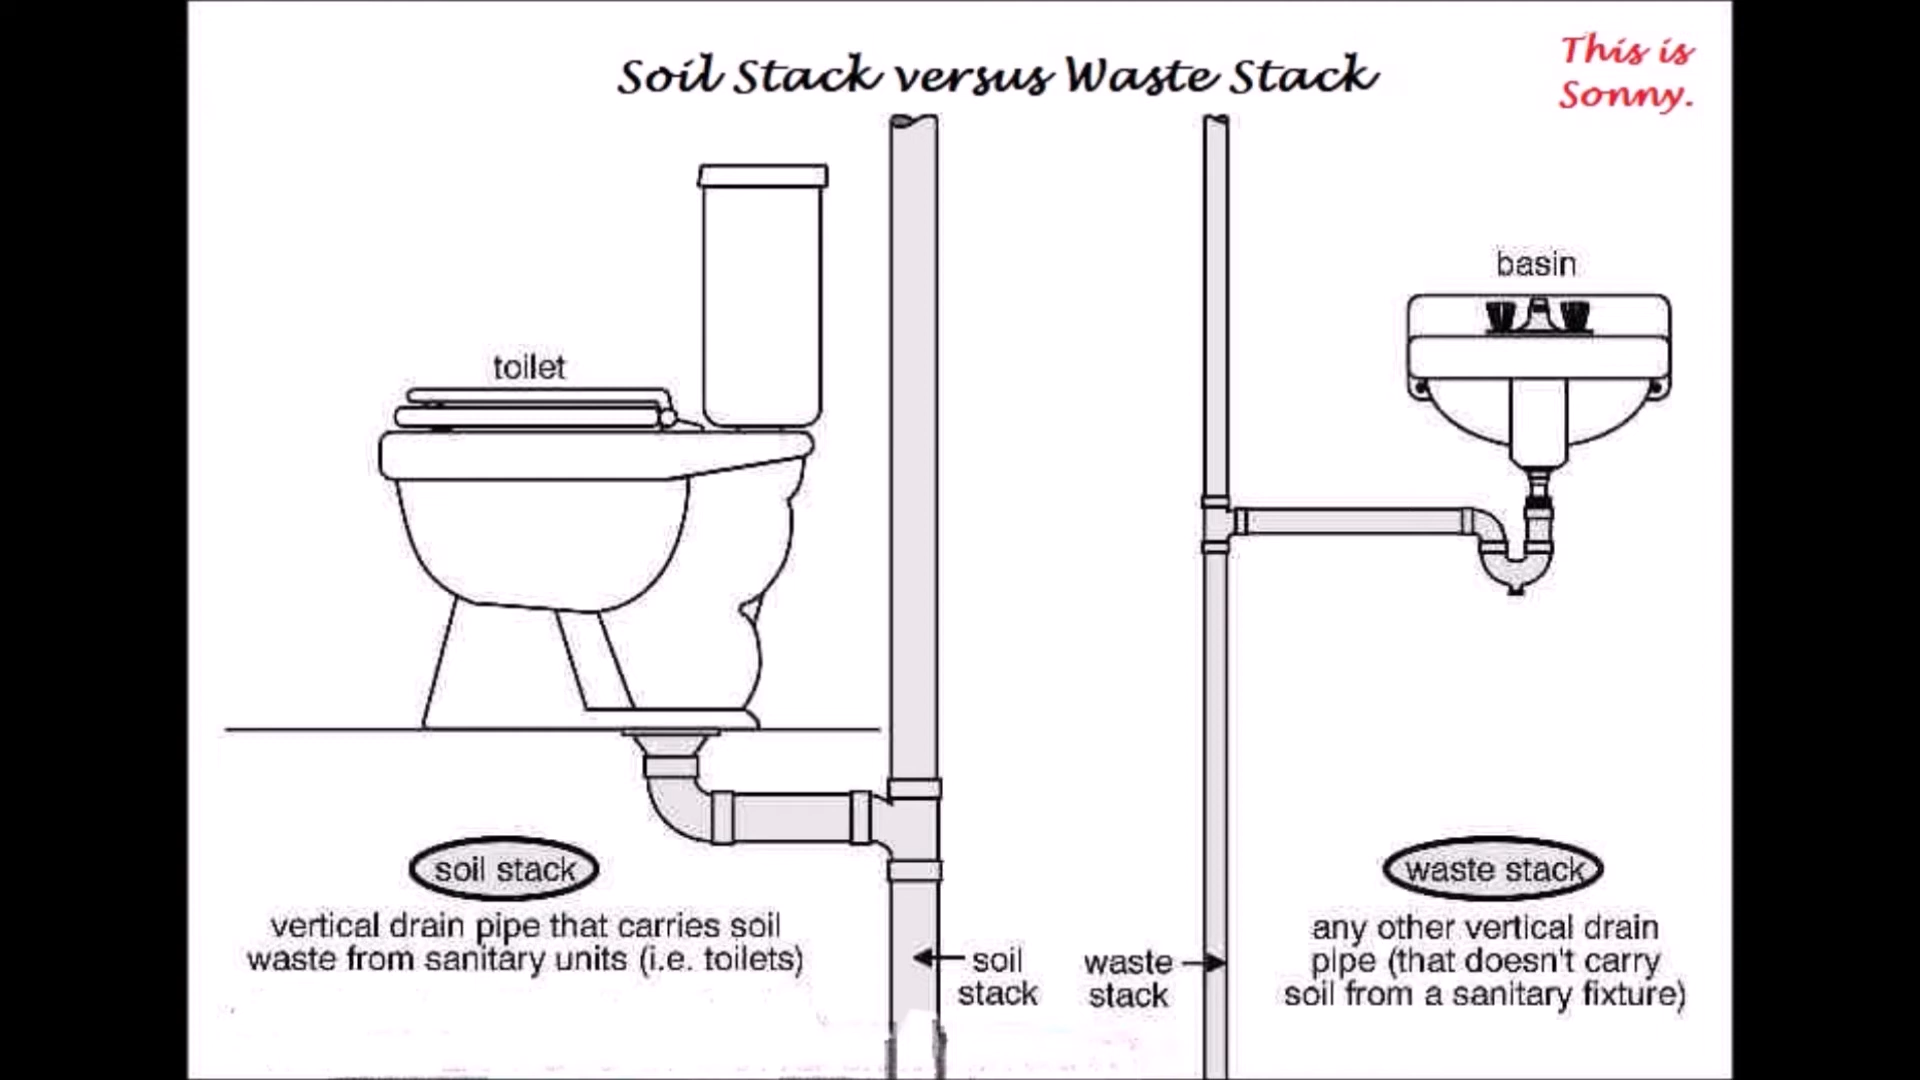 Soil Stack versus Waste Stack
This is
Sonny.
toilet
basin
soil stack
vertical drain pipe that carries soil
waste from sanitary units (i.e. toilets)
soil
stack
waste
stack
waste stack
any other vertical drain
pipe (that doesn't carry
soil from a sanitary fixture)